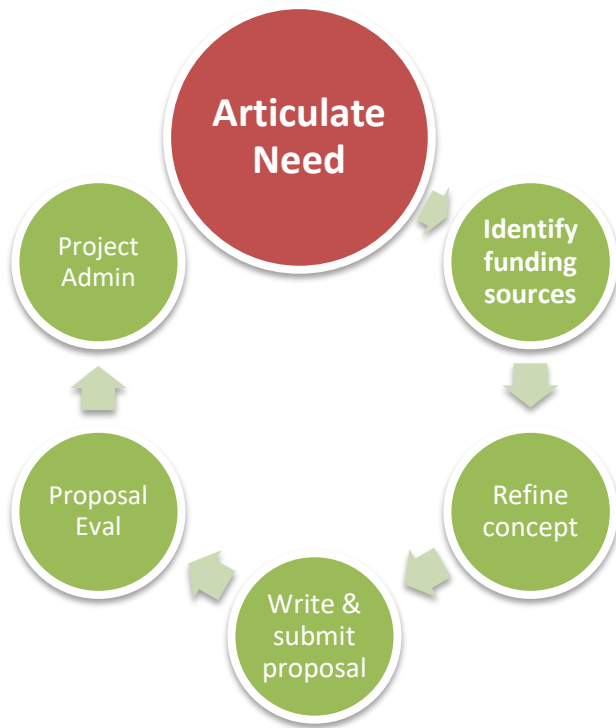 Articulate
Need
Identify
funding
sources
Refine
concept
Write &
submit
proposal
Proposal
Eval
Project
Admin